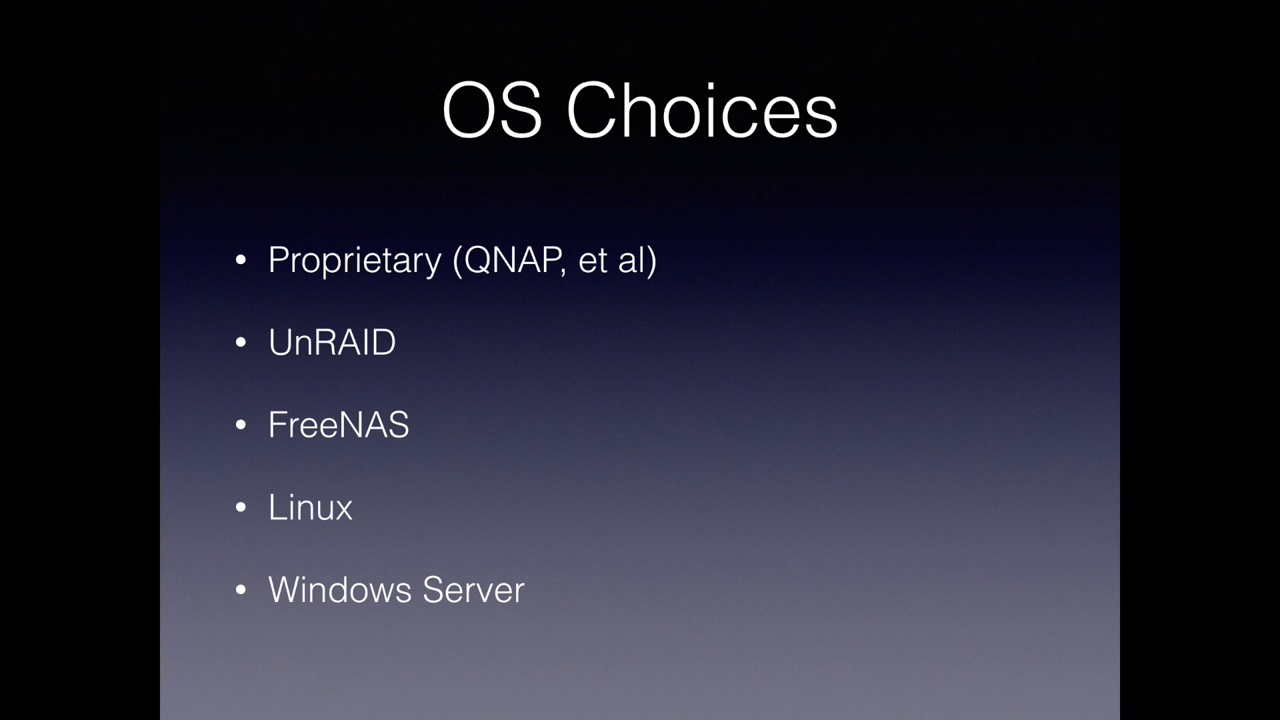 OS Choices
• Proprietary (QNAP, et al)
• UnRAID
• FreeNAS
• Linux
• Windows Server